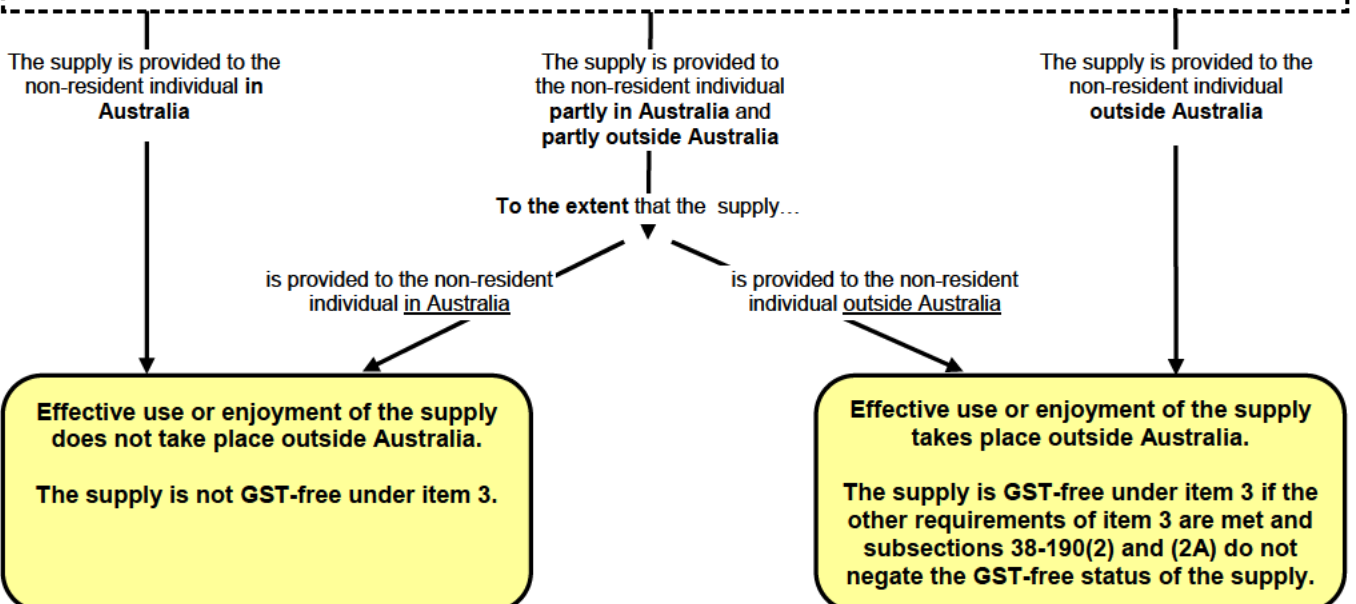 The supply is provided to the
non-resident individual in
Australia
The supply is provided to
the non-resident individual
partly in Australia and
partly outside Australia
The supply is provided to the
non-resident individual
outside Australia
To the extent that the supply…
is provided to the non-resident
individual in Australia
is provided to the non-resident
individual outside Australia
Effective use or enjoyment of the supply
does not take place outside Australia.
The supply is not GST-free under item 3.
Effective use or enjoyment of the supply
takes place outside Australia.
The supply is GST-free under item 3 if the
other requirements of item 3 are met and
subsections 38-190(2) and (2A) do not
negate the GST-free status of the supply.